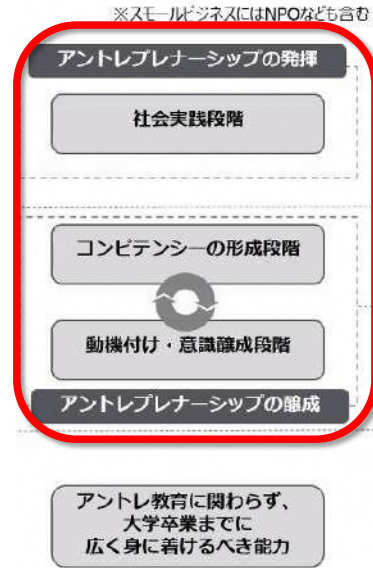 ※スモールビジネスにはNPOなども含む
アントレプレナーシップの発揮
社会実践段階
コンピテンシーの形成段階
動機付け・意識醸成段階
アントレプレナーシップの醸成
アントレ教育に関わらず、
大学卒業までに
広く身に着けるべき能力